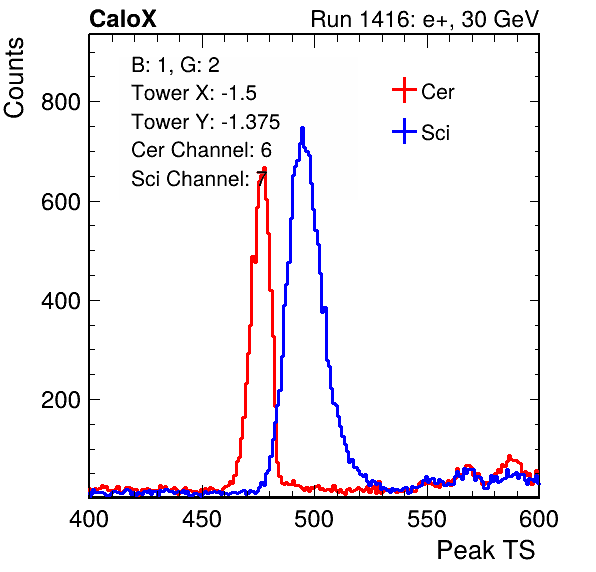 CaloX Run 1416: e+, 30 GeV
Counts
B: 1, G: 2
Tower X: -1.5
Tower Y: -1.375
Cer Channel: 6
Sci Channel: 7
Cer
Sci
800
600
400
200
400 450 500 550 600
Peak TS